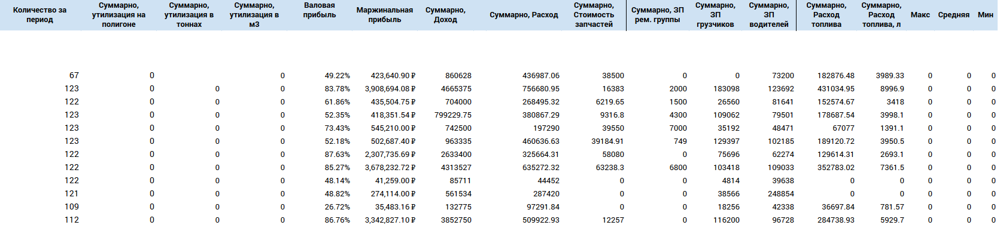 Количество за период Суммарно, утилизация на полигоне Суммарно, утилизация в тоннах Суммарно, утилизация в м3 Валовая прибыль Маржинальная прибыль Суммарно, Доход Суммарно, Расход Суммарно, Стоимость запчастей Суммарно, ЗП рем. группы Суммарно, ЗП грузчиков Суммарно, ЗП водителей Суммарно, Расход топлива Суммарно, Расход топлива, л Макс Средняя Мин
67 0 0 49.22% 423,640.90 ₽ 860628 436987.06 38500 0 0 73200 182876.48 3989.33 0 0 0
123 0 0 0 83.78% 3,908,694.08 ₽ 4665375 756680.95 16383 2000 183098 123692 431034.95 8996.9 0 0 0
122 0 0 0 61.86% 435,504.75 ₽ 704000 268495.32 6219.65 1500 26560 81641 152574.67 3418 0 0 0
123 0 0 0 52.35% 418,351.54 ₽ 799229.75 380867.29 9316.8 4300 109062 79501 178687.54 3998.1 0 0 0
123 0 0 0 73.43% 545,210.00 ₽ 742500 197290 39550 7000 35192 48471 67077 1391.1 0 0 0
123 0 0 0 52.18% 502,687.40 ₽ 963335 460636.63 39184.91 749 129397 102185 189120.72 3950.5 0 0 0
122 0 0 0 87.63% 2,307,735.69 ₽ 2633400 325664.31 58080 0 75696 62274 129614.31 2693.1 0 0 0
122 0 0 0 85.27% 3,678,232.72 ₽ 4313527 635272.32 63238.3 6800 103418 109033 352783.02 7361.5 0 0 0
122 0 0 0 48.14% 41,259.00 ₽ 85711 44452 0 0 4814 39638 0 0 0 0 0
121 0 0 0 48.82% 274,114.00 ₽ 561534 287420 0 0 38566 248854 0 0 0 0 0
109 0 0 0 26.72% 35,483.16 ₽ 132775 97291.84 0 0 18256 42338 36697.84 781.57 0 0 0
112 0 0 0 86.76% 3,342,827.10 ₽ 3852750 509922.93 12257 0 116200 96728 284738.93 5929.7 0 0 0